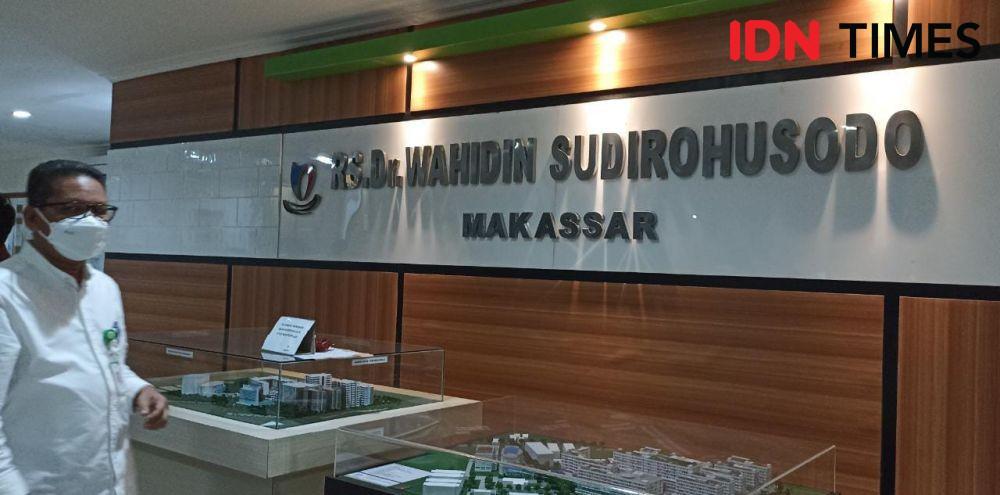 IDN TIMES
RS.Dr.WAHIDIN SUDIROHUSODO
MAKASSAR